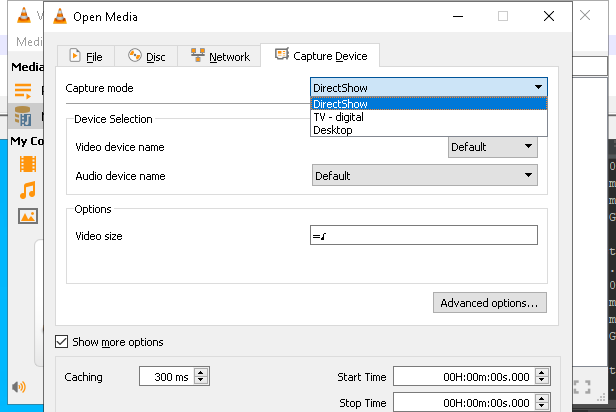 Open Media
Medi
Media
My Co
File
Disc
Network
Capture Device
Capture mode
DirectShow
DirectShow
TV - digital
Desktop
Device Selection
Video device name
Default
Audio device name
Default
Options
Video size
Advanced options...
Show more options
Caching
300 ms
Start Time
00H:00m:00s.000
Stop Time
00H:00m:00s.000